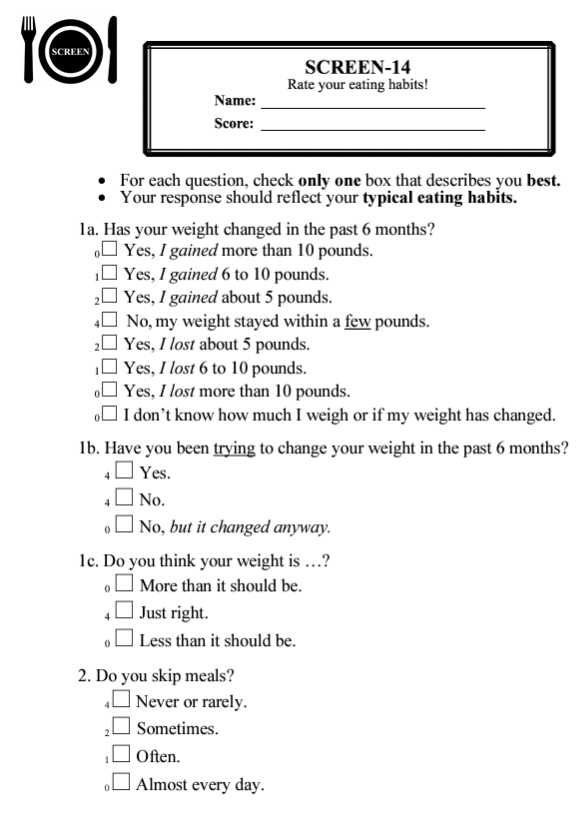 SCREEN
SCREEN-14
Rate your eating habits!
Name:
Score:
• For each question, check only one box that describes you best.
• Your response should reflect your typical eating habits.
1a. Has your weight changed in the past 6 months?
0☐ Yes, I gained more than 10 pounds.
1☐ Yes, I gained 6 to 10 pounds.
2☐ Yes, I gained about 5 pounds.
4☐ No, my weight stayed within a few pounds.
2☐ Yes, I lost about 5 pounds.
1☐ Yes, I lost 6 to 10 pounds.
0☐ Yes, I lost more than 10 pounds.
0☐ I don’t know how much I weigh or if my weight has changed.
1b. Have you been trying to change your weight in the past 6 months?
4 ☐ Yes.
4 ☐ No.
0 ☐ No, but it changed anyway.
1c. Do you think your weight is …?
0 ☐ More than it should be.
4 ☐ Just right.
0 ☐ Less than it should be.
2. Do you skip meals?
4☐ Never or rarely.
2☐ Sometimes.
1☐ Often.
0☐ Almost every day.